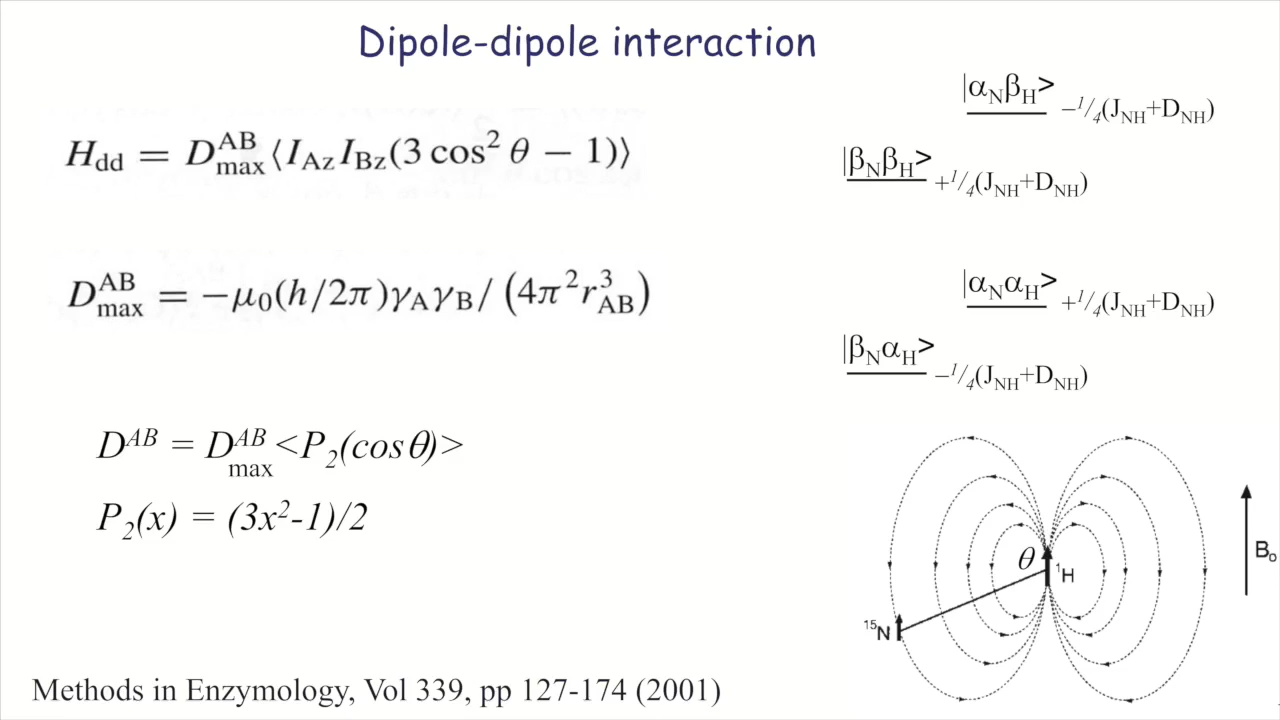 Dipole-dipole interaction
H_dd = D_max^AB ⟨I_Az I_Bz (3 cos² θ − 1)⟩
D_max^AB = −μ₀(h/2π)γ_A γ_B / (4π² r_AB^3)
D^AB = D_max^AB <P₂(cosθ)>
P₂(x) = (3x²-1)/2
|α_Nβ_H> –¹/₄(J_NH+D_NH)
|β_Nβ_H> +¹/₄(J_NH+D_NH)
|α_Nα_H> +¹/₄(J_NH+D_NH)
|β_Nα_H> –¹/₄(J_NH+D_NH)
θ
¹H
B₀
¹⁵N
Methods in Enzymology, Vol 339, pp 127-174 (2001)